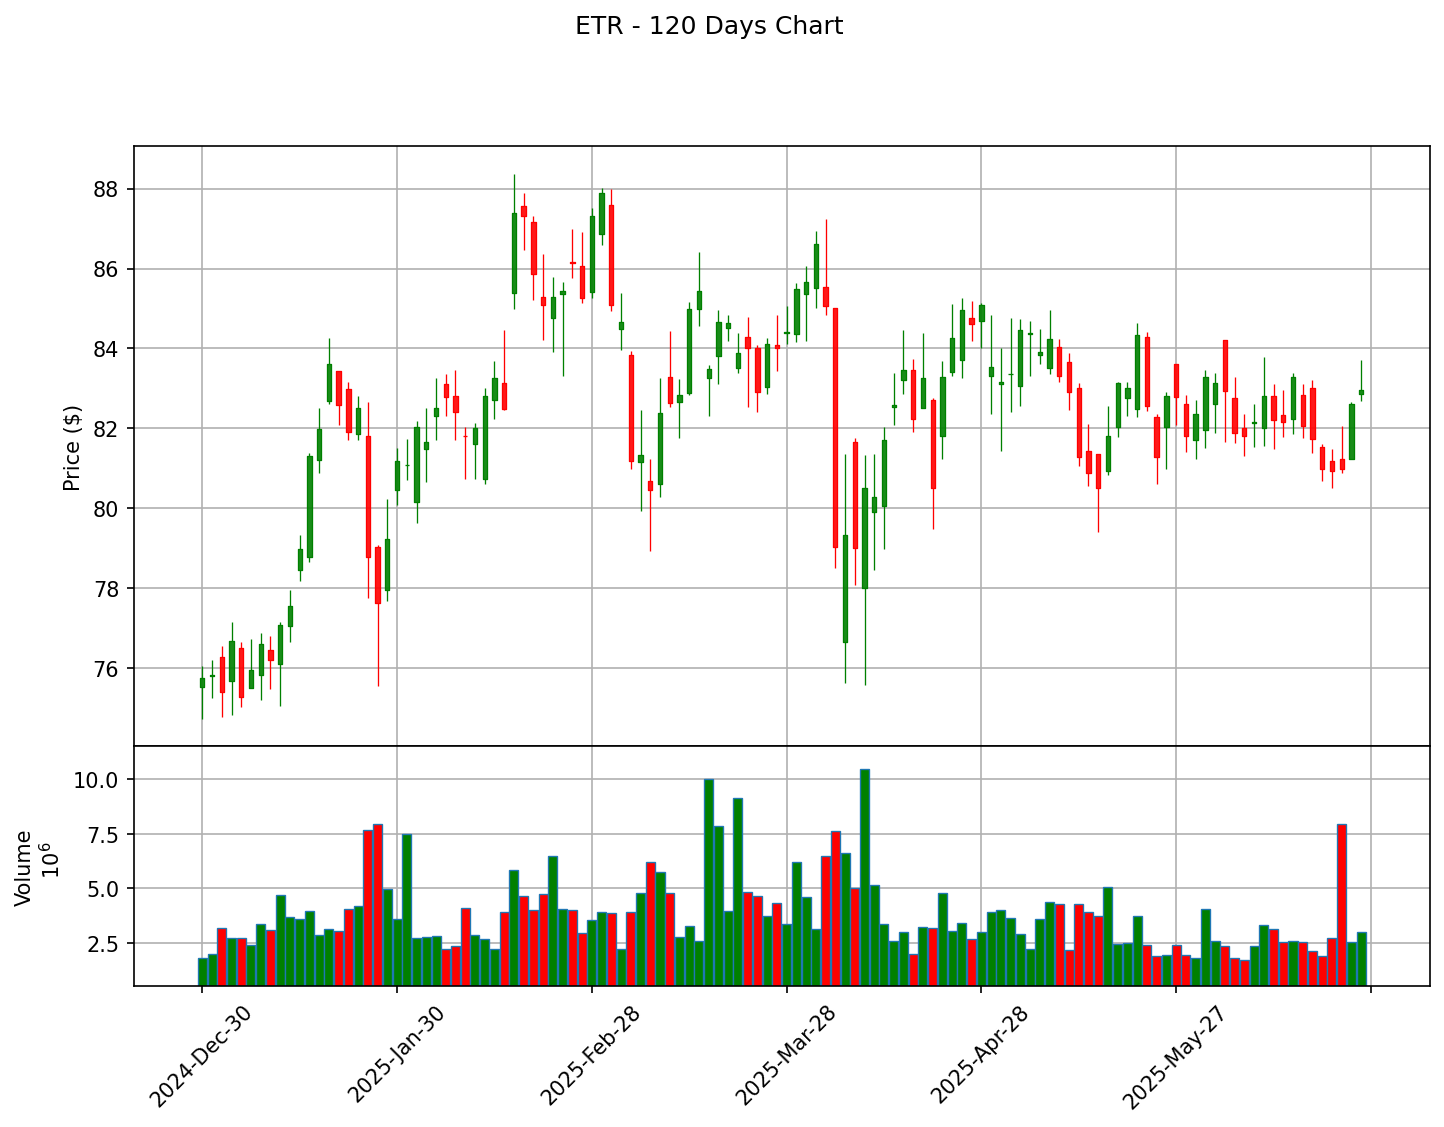 ETR - 120 Days Chart
Price ($)
88
86
84
82
80
78
76
Volume
10^6
10.0
7.5
5.0
2.5
2024-Dec-30
2025-Jan-30
2025-Feb-28
2025-Mar-28
2025-Apr-28
2025-May-27